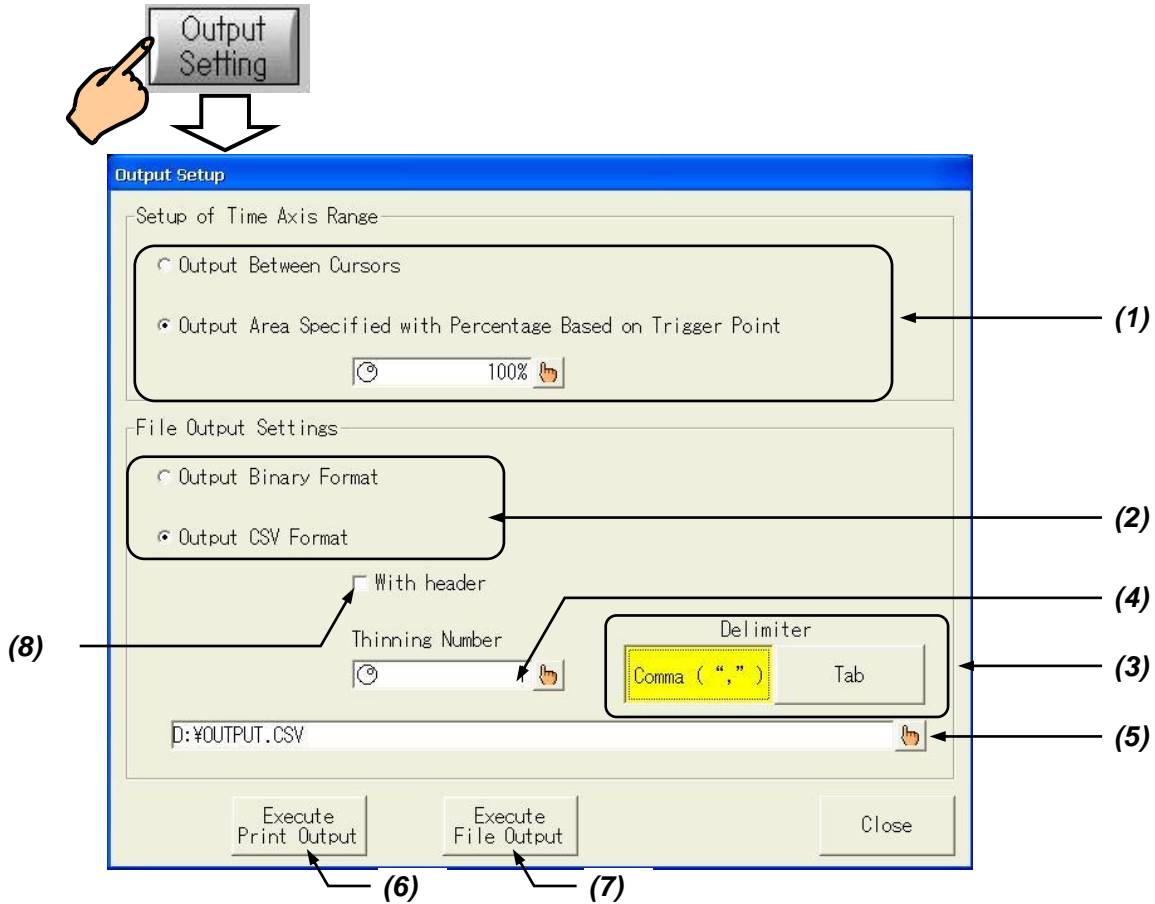 Output
Setting
Output Setup
Setup of Time Axis Range
Output Between Cursors
Output Area Specified with Percentage Based on Trigger Point
(1)
100%
File Output Settings
Output Binary Format
(2)
Output CSV Format
With header
(4)
(8)
Thinning Number
Delimiter
Comma ( “,” )
Tab
(3)
D:¥OUTPUT.CSV
(5)
Execute
Print Output
Execute
File Output
Close
(6)
(7)